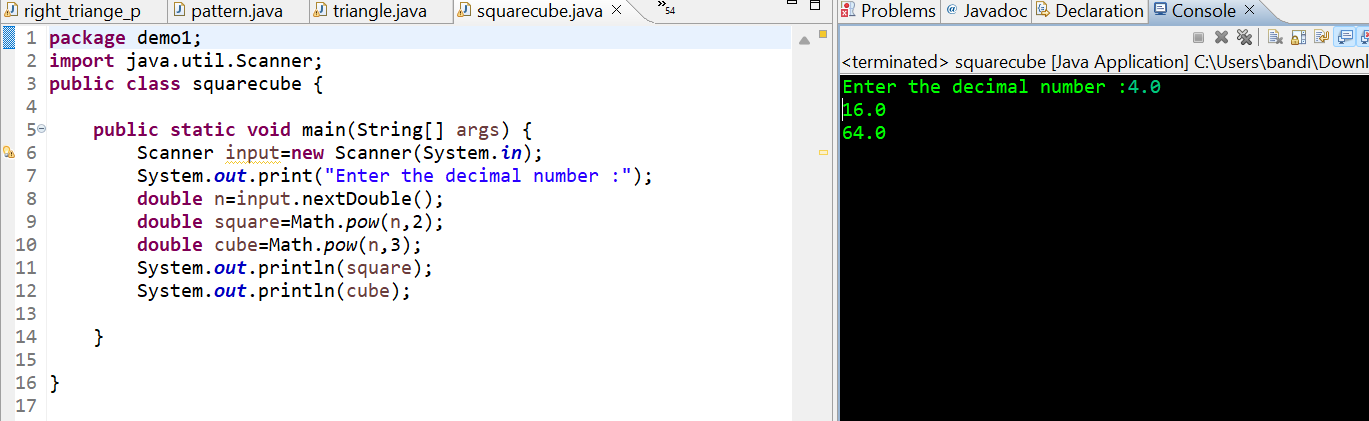 right_triange_p pattern.java triangle.java squarecube.java »54
1 package demo1;
2 import java.util.Scanner;
3 public class squarecube {
4
5 public static void main(String[] args) {
6 Scanner input=new Scanner(System.in);
7 System.out.print("Enter the decimal number :");
8 double n=input.nextDouble();
9 double square=Math.pow(n,2);
10 double cube=Math.pow(n,3);
11 System.out.println(square);
12 System.out.println(cube);
13
14 }
15
16 }
17
Problems @ Javadoc Declaration Console
<terminated> squarecube [Java Application] C:\Users\bandi\Downl
Enter the decimal number :4.0
16.0
64.0